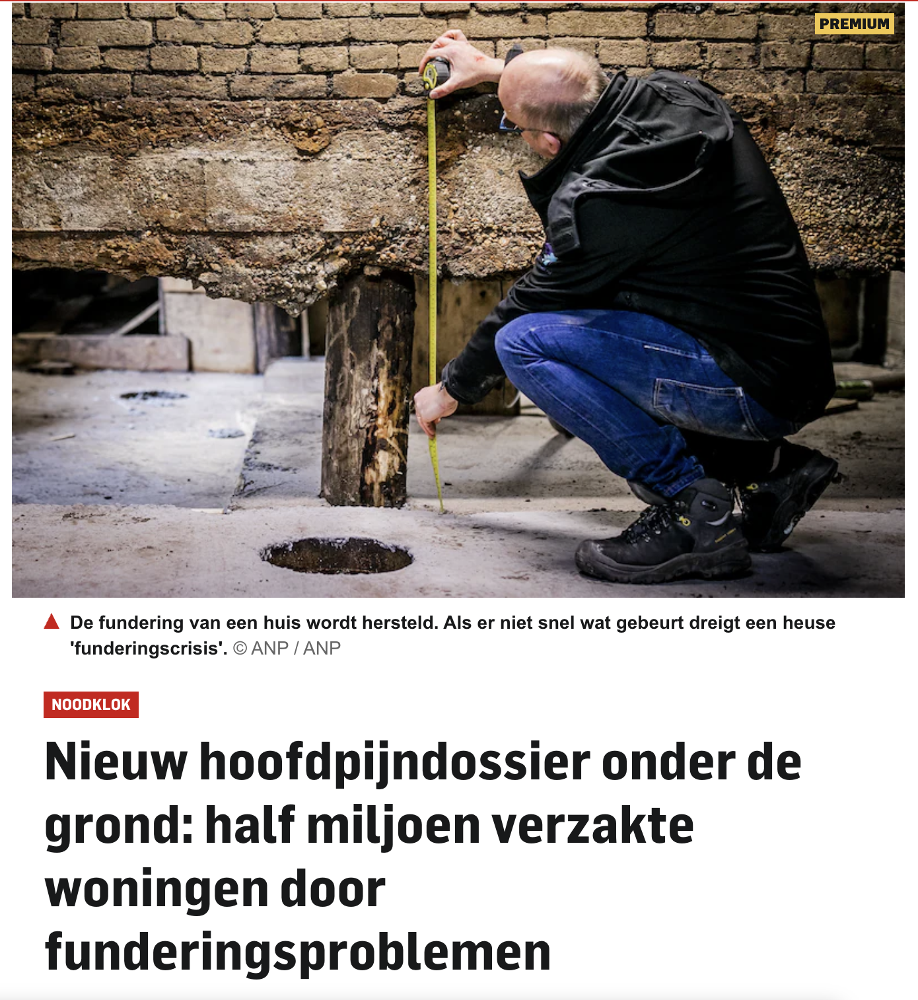 PREMIUM
De fundering van een huis wordt hersteld. Als er niet snel wat gebeurt dreigt een heuse
'funderingscrisis'. © ANP / ANP
NOODKLOK
Nieuw hoofdpijndossier onder de
grond: half miljoen verzakte
woningen door
funderingsproblemen